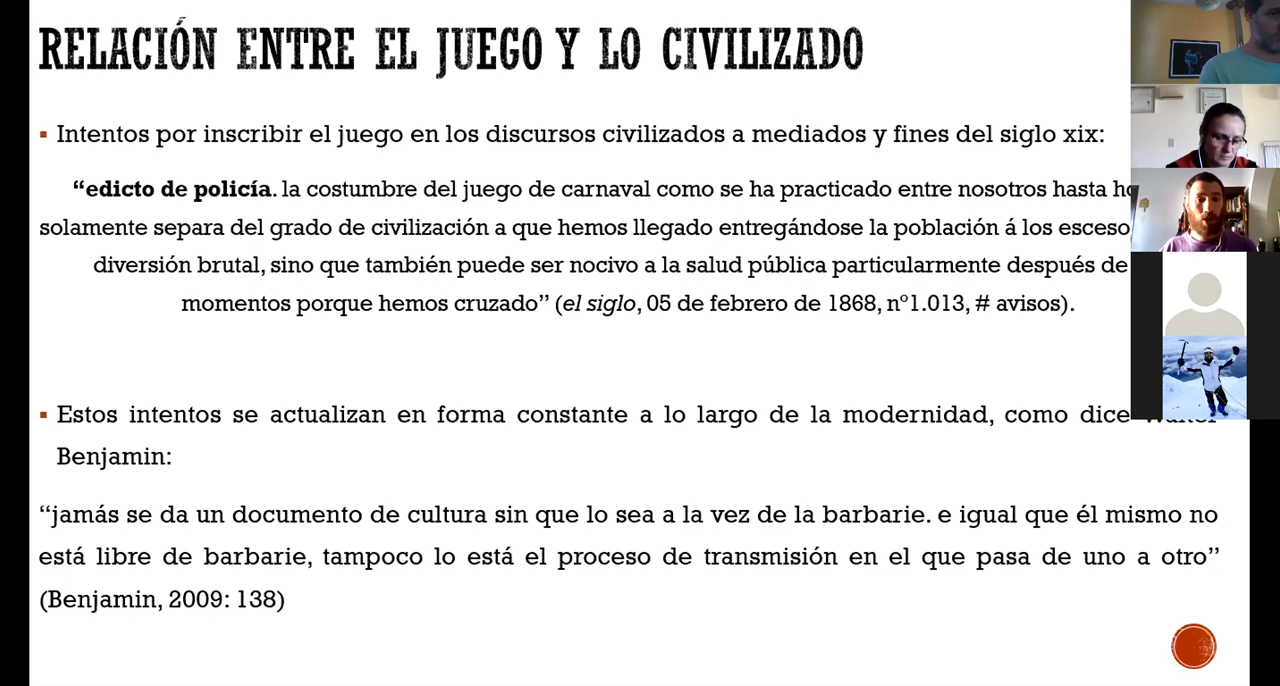 RELACIÓN ENTRE EL JUEGO Y LO CIVILIZADO
Intentos por inscribir el juego en los discursos civilizados a mediados y fines del siglo xix:
“edicto de policía. la costumbre del juego de carnaval como se ha practicado entre nosotros hasta
solamente separa del grado de civilización a que hemos llegado entregándose la población á los
diversión brutal, sino que también puede ser nocivo a la salud pública particularmente después de
momentos porque hemos cruzado” (el siglo, 05 de febrero de 1868, nº1.013, # avisos).
Estos intentos se actualizan en forma constante a lo largo de la modernidad, como dice
Benjamin:
“jamás se da un documento de cultura sin que lo sea a la vez de la barbarie. e igual que él mismo no
está libre de barbarie, tampoco lo está el proceso de transmisión en el que pasa de uno a otro”
(Benjamin, 2009: 138)